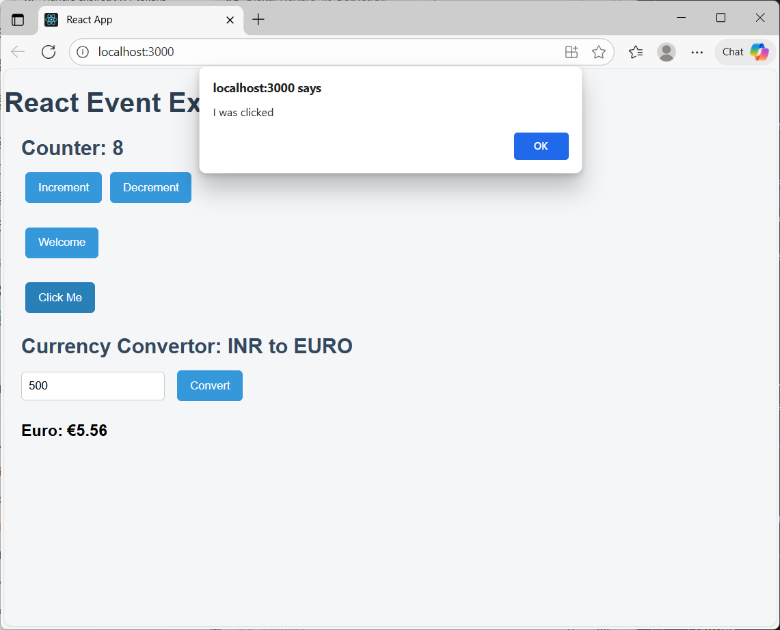 React App
localhost:3000
Chat
localhost:3000 says
I was clicked
OK
React Event Ex
Counter: 8
Increment Decrement
Welcome
Click Me
Currency Convertor: INR to EURO
500 Convert
Euro: €5.56